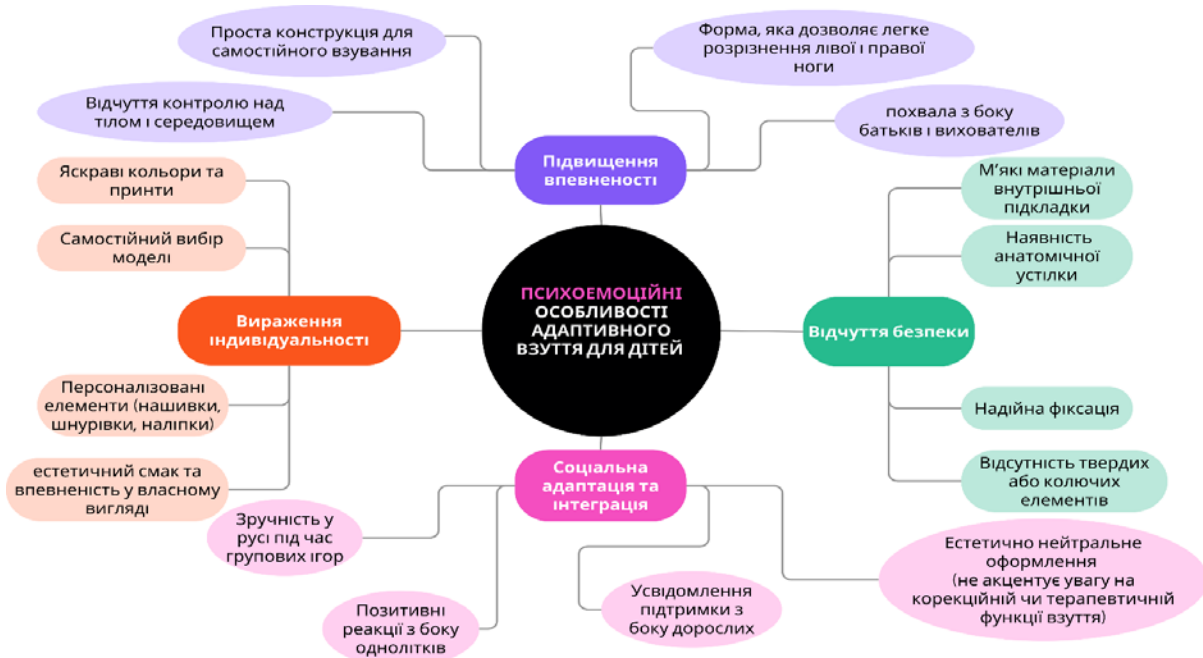 Проста конструкція для
самостійного взування
Форма, яка дозволяє легке
розрізнення лівої і правої
ноги
Відчуття контролю над
тілом і середовищем
похвала з боку
батьків і вихователів
Підвищення
впевненості
Яскраві кольори та
принти
Самостійний вибір
моделі
Вираження
індивідуальності
Персоналізовані
елементи (нашивки,
шнурівки, наліпки)
естетичний смак та
впевненість у власному
вигляді
ПСИХОЕМОЦІЙНІ
ОСОБЛИВОСТІ
АДАПТИВНОГО
ВЗУТТЯ ДЛЯ ДІТЕЙ
М'які матеріали
внутрішньої
підкладки
Наявність
анатомічної
устілки
Відчуття безпеки
Надійна фіксація
Відсутність твердих
або колючих
елементів
Соціальна
адаптація та
інтеграція
Зручність у
русі під час
групових ігор
Позитивні
реакції з боку
однолітків
Усвідомлення
підтримки з
боку дорослих
Естетично нейтральне
оформлення
(не акцентує увагу на
корекційній чи терапевтичній
функції взуття)